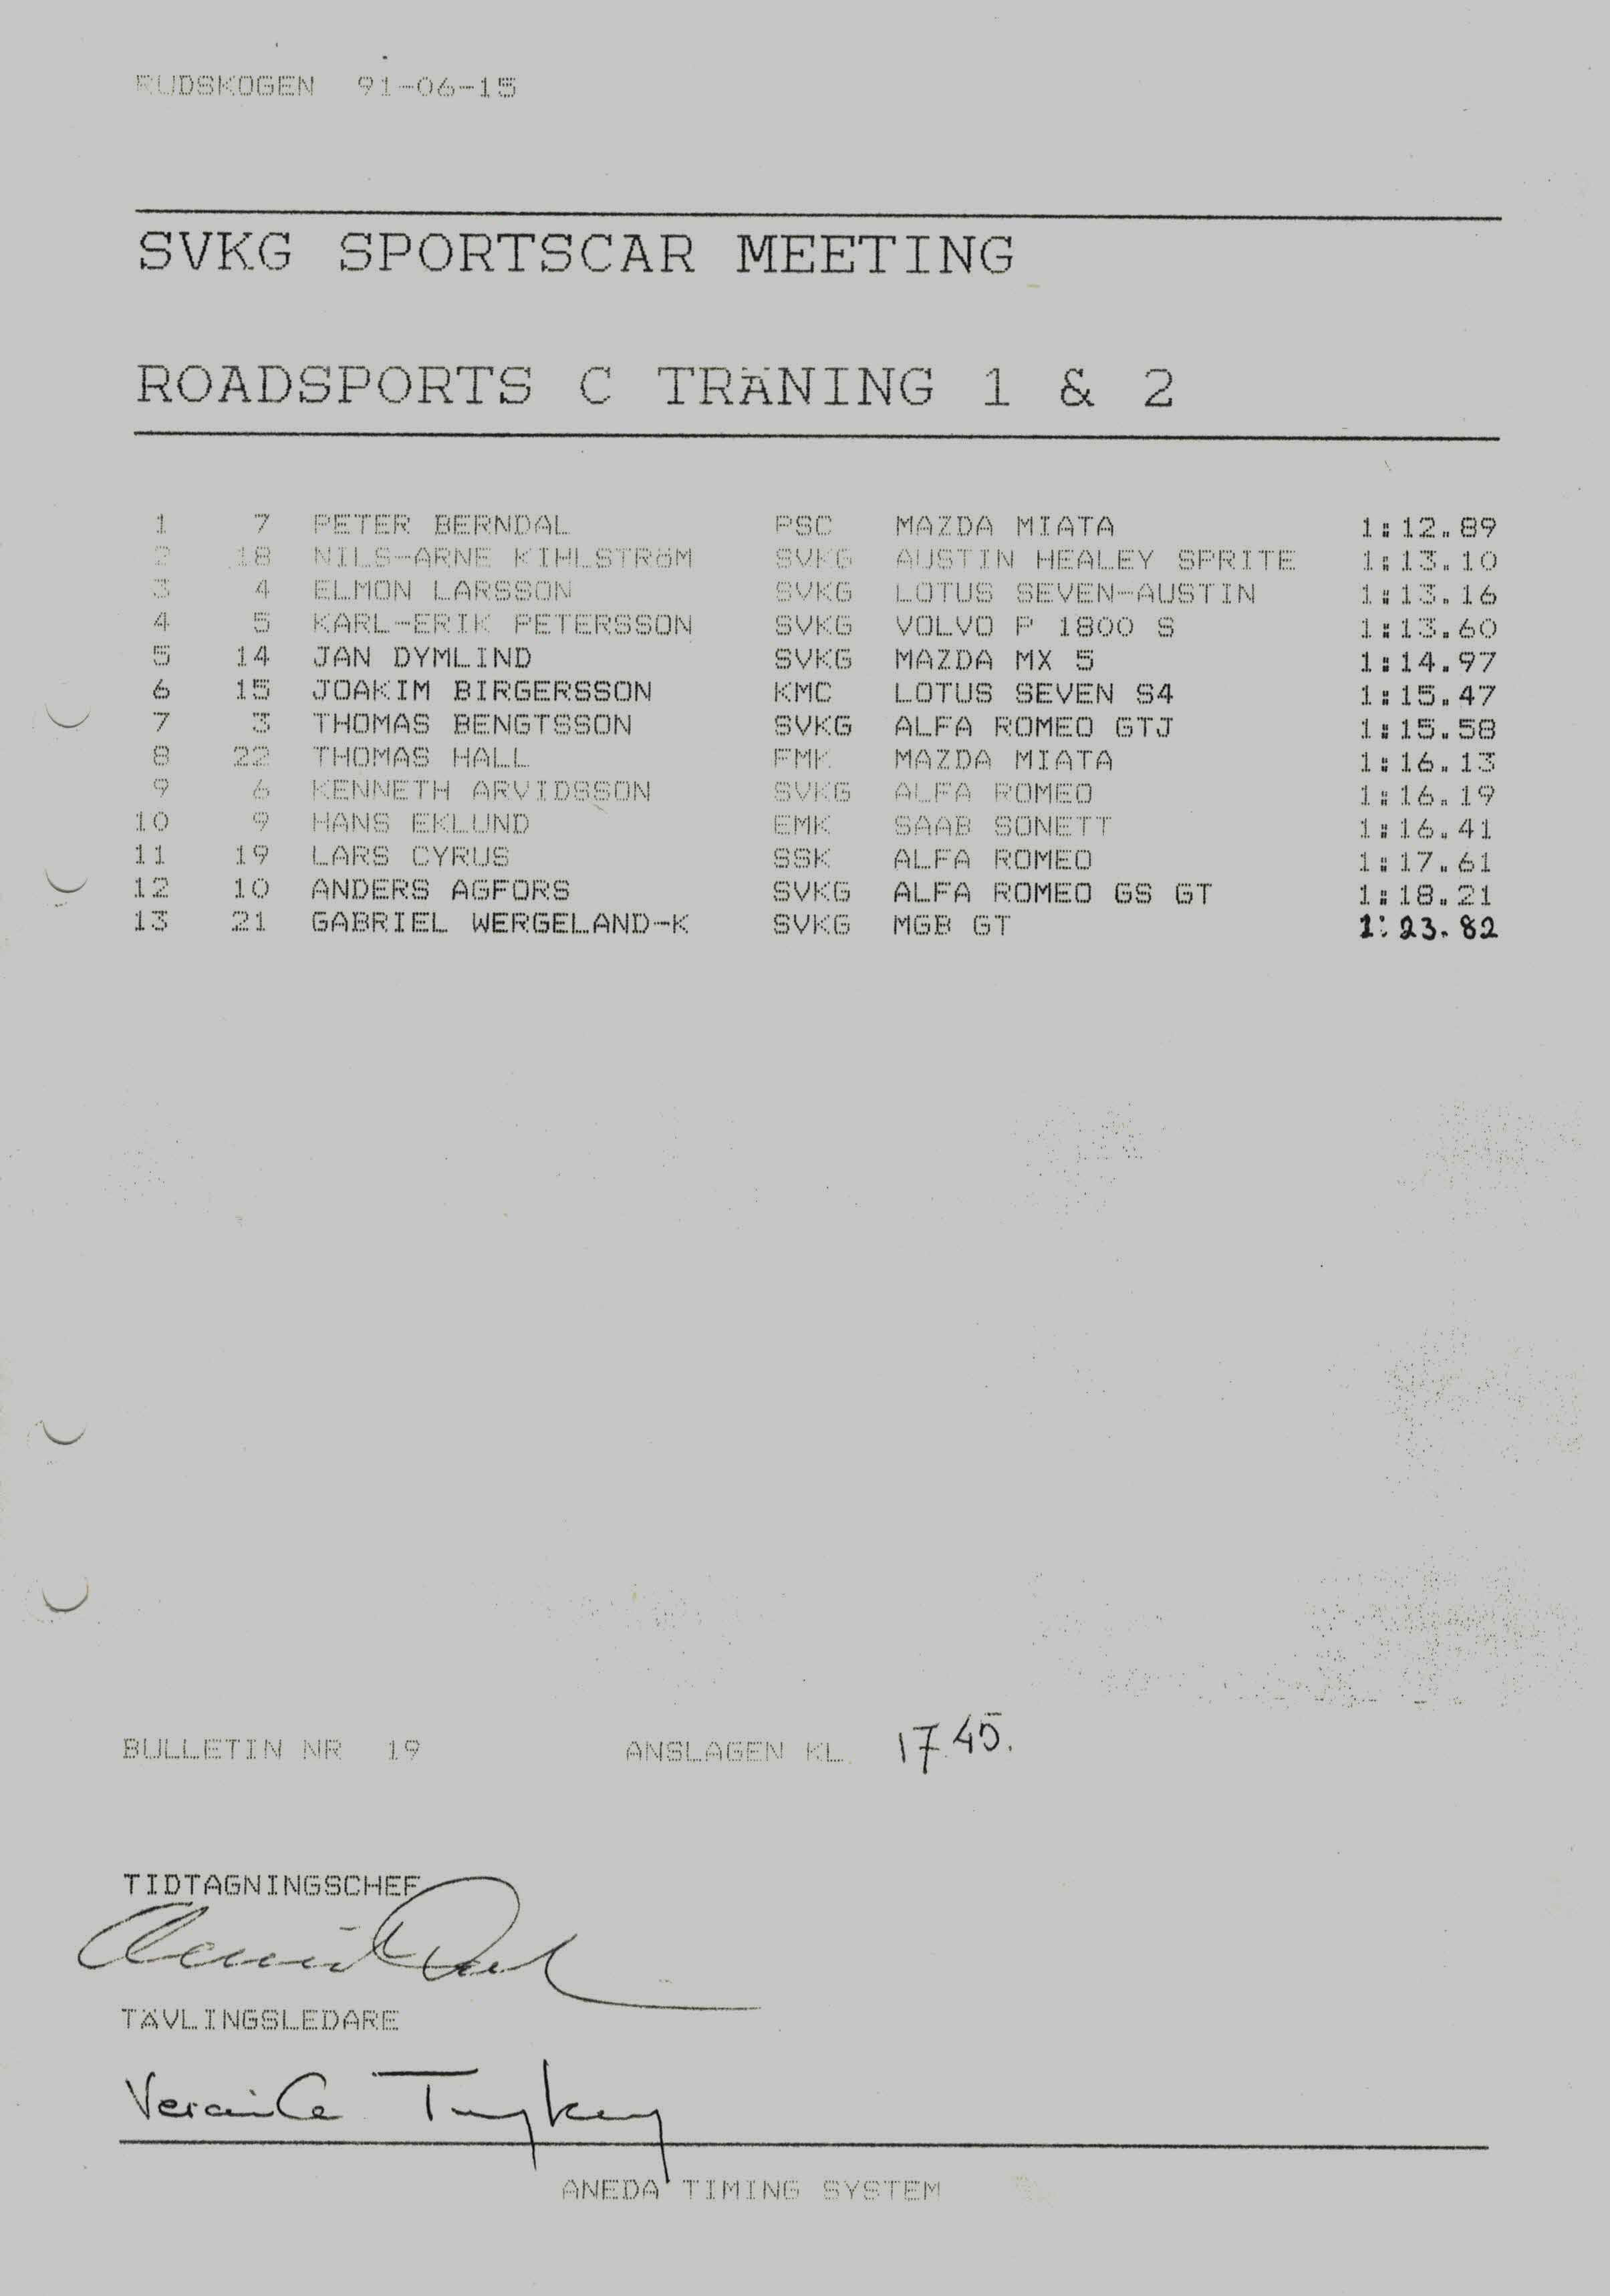 RUDSKOGEN 91-06-15
SVKG SPORTSCAR MEETING
ROADSPORTS C TRÄNING 1 & 2
1 7 PETER BERNDAL PSC MAZDA MIATA 1:12.89
2 18 NILS-ARNE KIHLSTRöM SVKG AUSTIN HEALEY SPRITE 1:13.10
3 4 ELMON LARSSON SVKG LOTUS SEVEN-AUSTIN 1:13.16
4 5 KARL-ERIK PETERSSON SVKG VOLVO P 1800 S 1:13.60
5 14 JAN DYMLIND SVKG MAZDA MX 5 1:14.97
6 15 JOAKIM BIRGERSSON KMC LOTUS SEVEN S4 1:15.47
7 3 THOMAS BENGTSSON SVKG ALFA ROMEO GTJ 1:15.58
8 22 THOMAS HALL FMK MAZDA MIATA 1:16.13
9 6 KENNETH ARVIDSSON SVKG ALFA ROMEO 1:16.19
10 9 HANS EKLUND EMK SAAB SONETT 1:16.41
11 19 LARS CYRUS SSK ALFA ROMEO 1:17.61
12 10 ANDERS AGFORS SVKG ALFA ROMEO GS GT 1:18.21
13 21 GABRIEL WERGELAND-K SVKG MGB GT 1:23.82
BULLETIN NR 19 ANSLAGEN KL. 17.45.
TIDTAGNINGSCHEF
TÄVLINGSLEDARE
ANEDA TIMING SYSTEM